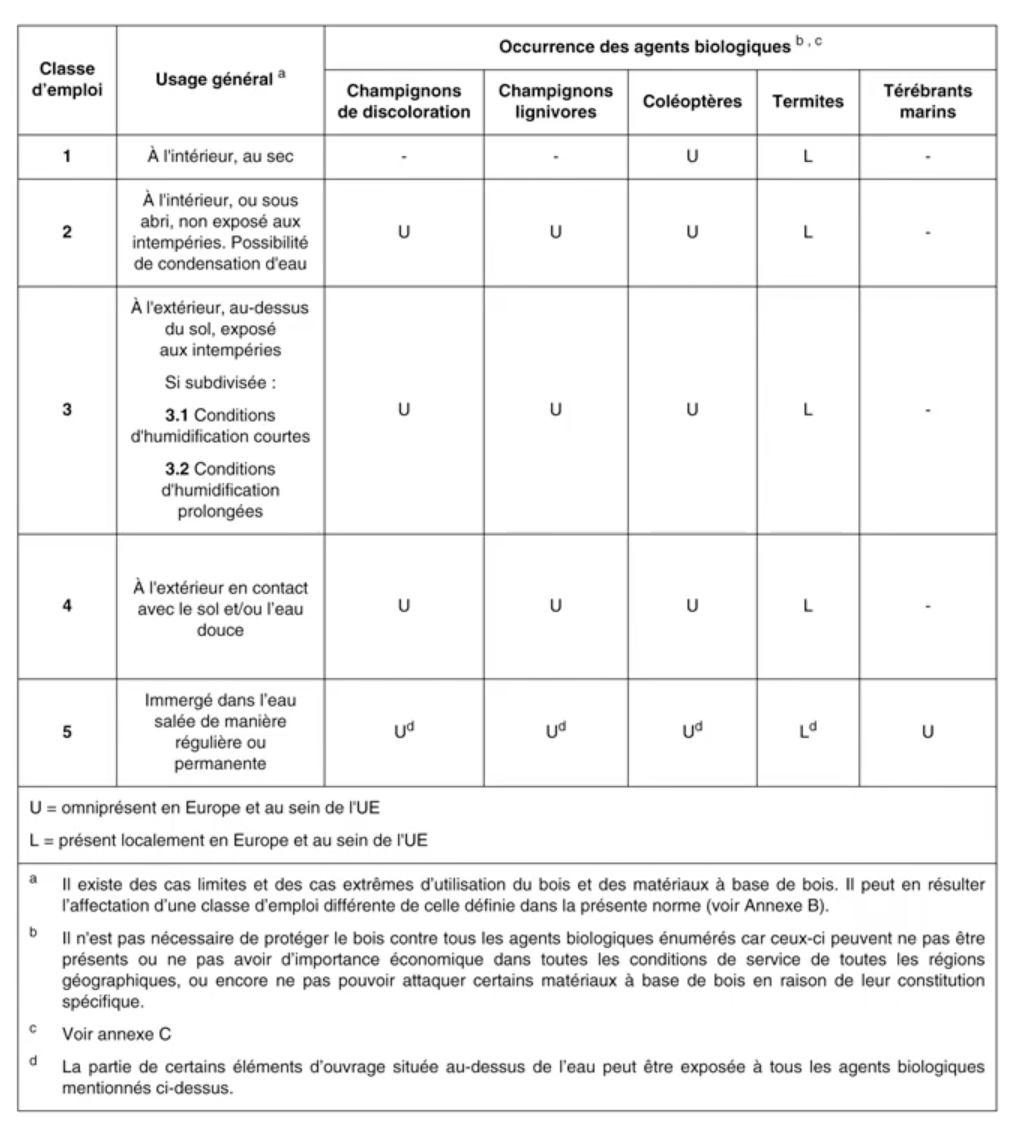 Classe
d'emploi
Usage général a
Occurrence des agents biologiques b , c
Champignons
de discoloration
Champignons
lignivores
Coléoptères
Termites
Térébrants
marins
1
À l'intérieur, au sec
-
-
U
L
-
2
À l'intérieur, ou sous
abri, non exposé aux
intempéries. Possibilité
de condensation d'eau
U
U
U
L
-
3
À l'extérieur, au-dessus
du sol, exposé
aux intempéries
Si subdivisée :
3.1 Conditions
d'humidification courtes
3.2 Conditions
d'humidification
prolongées
U
U
U
L
-
4
À l'extérieur en contact
avec le sol et/ou l'eau
douce
U
U
U
L
-
5
Immergé dans l'eau
salée de manière
régulière ou
permanente
Ud
Ud
Ud
Ld
U
U = omniprésent en Europe et au sein de l'UE
L = présent localement en Europe et au sein de l'UE
a Il existe des cas limites et des cas extrêmes d'utilisation du bois et des matériaux à base de bois. Il peut en résulter
l'affectation d'une classe d'emploi différente de celle définie dans la présente norme (voir Annexe B).
b Il n'est pas nécessaire de protéger le bois contre tous les agents biologiques énumérés car ceux-ci peuvent ne pas être
présents ou ne pas avoir d'importance économique dans toutes les conditions de service de toutes les régions
géographiques, ou encore ne pas pouvoir attaquer certains matériaux à base de bois en raison de leur constitution
spécifique.
c Voir annexe C
d La partie de certains éléments d'ouvrage située au-dessus de l'eau peut être exposée à tous les agents biologiques
mentionnés ci-dessus.